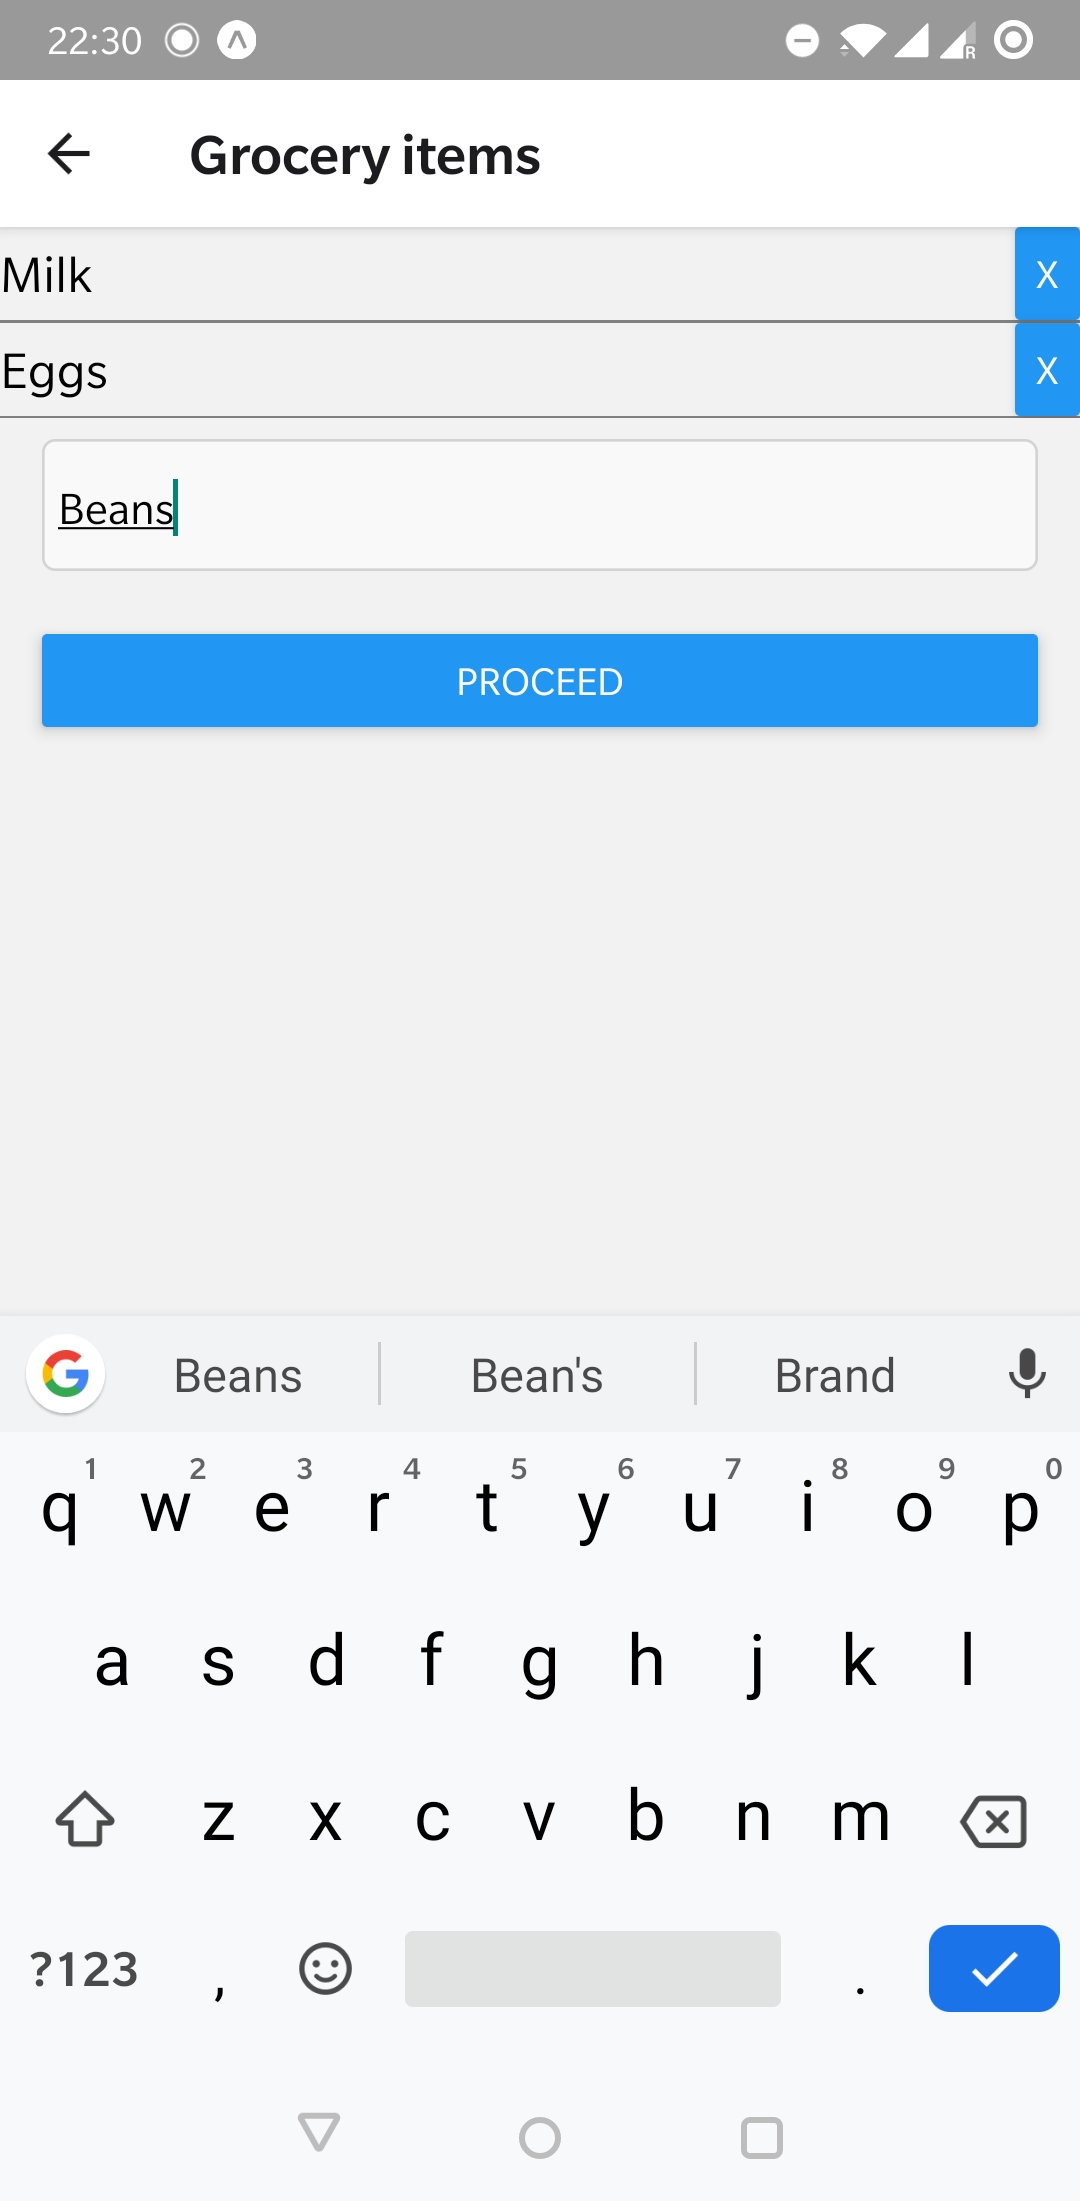 22:30 R
Grocery items
Milk X
Eggs X
Beans
PROCEED
G Beans Bean's Brand
1 2 3 4 5 6 7 8 9 0
q w e r t y u i o p
a s d f g h j k l
z x c v b n m
?123 , .